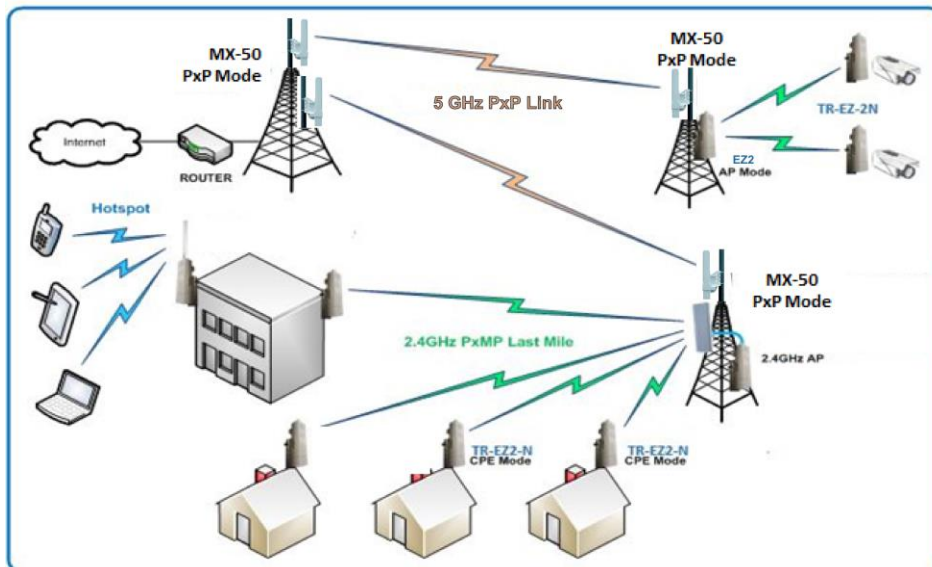 MX-50
PxP Mode
MX-50
PxP Mode
5 GHz PxP Link
TR-EZ-2N
EZ2
AP Mode
Internet
ROUTER
Hotspot
MX-50
PxP Mode
2.4GHz PxMP Last Mile
2.4GHz AP
TR-EZ2-N
CPE Mode
TR-EZ2-N
CPE Mode